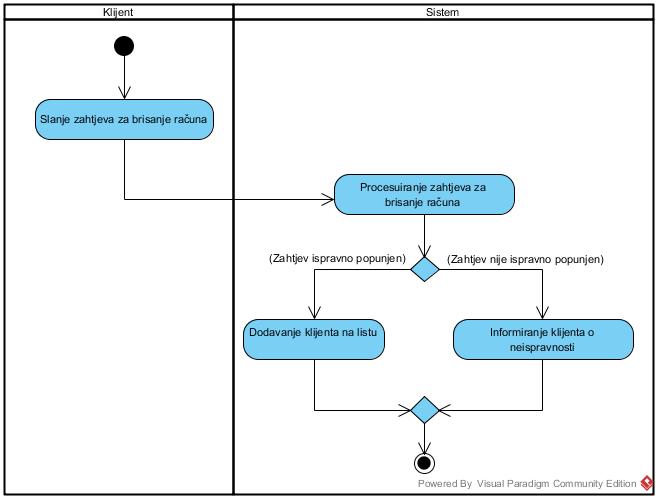 Klijent
Sistem
Slanje zahtjeva za brisanje računa
Procesuiranje zahtjeva za
brisanje računa
(Zahtjev ispravno popunjen)
(Zahtjev nije ispravno popunjen)
Dodavanje klijenta na listu
Informiranje klijenta o
neispravnosti
Powered By Visual Paradigm Community Edition